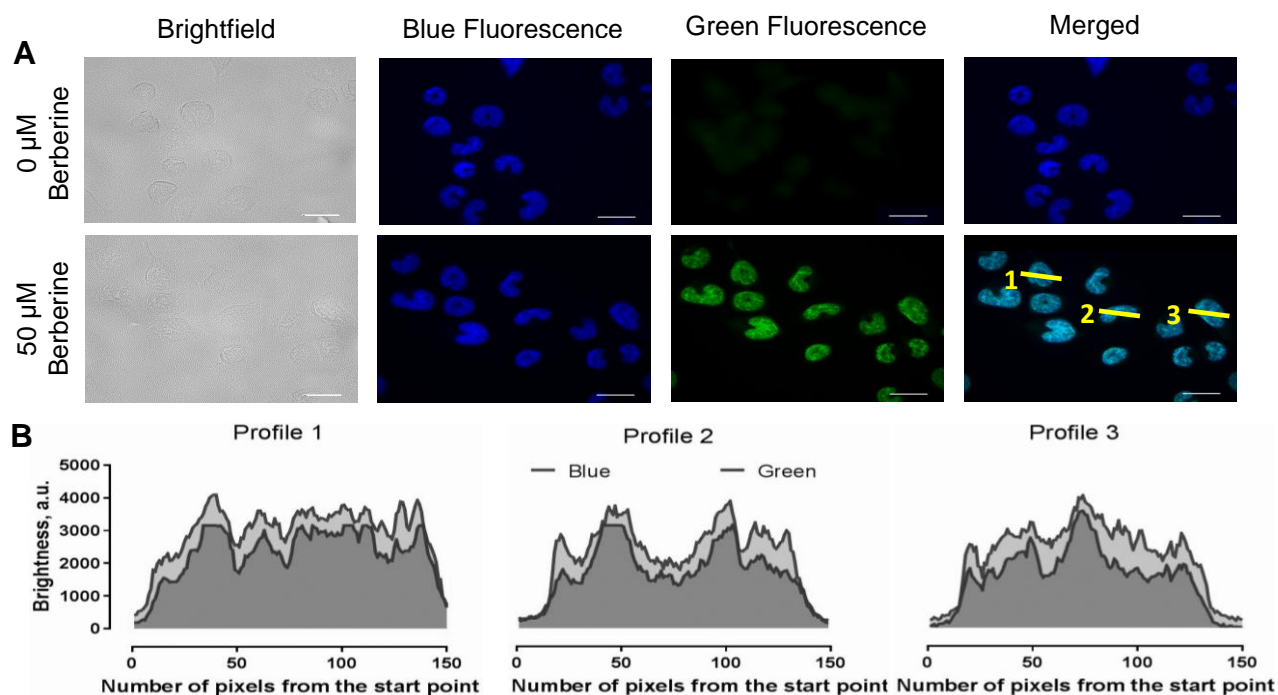 Brightfield Blue Fluorescence Green Fluorescence Merged
A
0 µM
Berberine
50 µM
Berberine
1
2
3
B
Profile 1 Profile 2 Profile 3
Blue Green
Brightness, a.u.
5000
4000
3000
2000
1000
0
0 50 100 150
0 50 100 150
0 50 100 150
Number of pixels from the start point
Number of pixels from the start point
Number of pixels from the start point